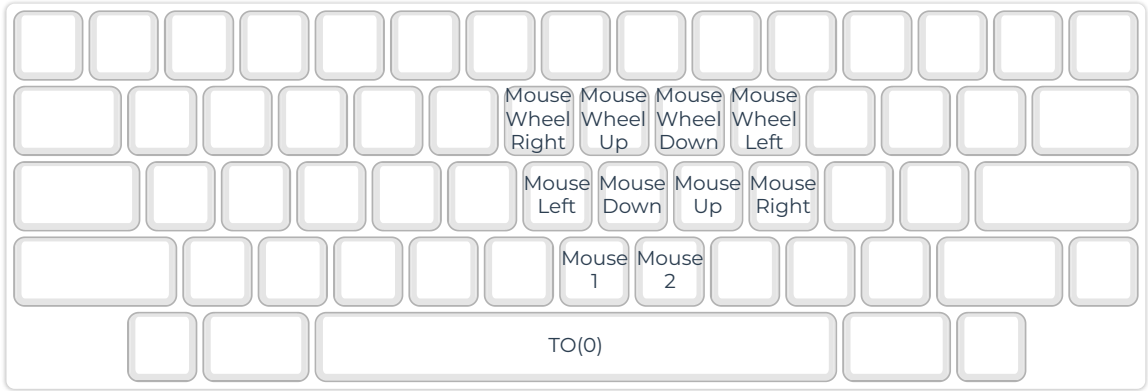 Mouse Mouse Mouse Mouse
Wheel Wheel Wheel Wheel
Right Up Down Left
Mouse Mouse Mouse Mouse
Left Down Up Right
Mouse Mouse
1 2
TO(0)